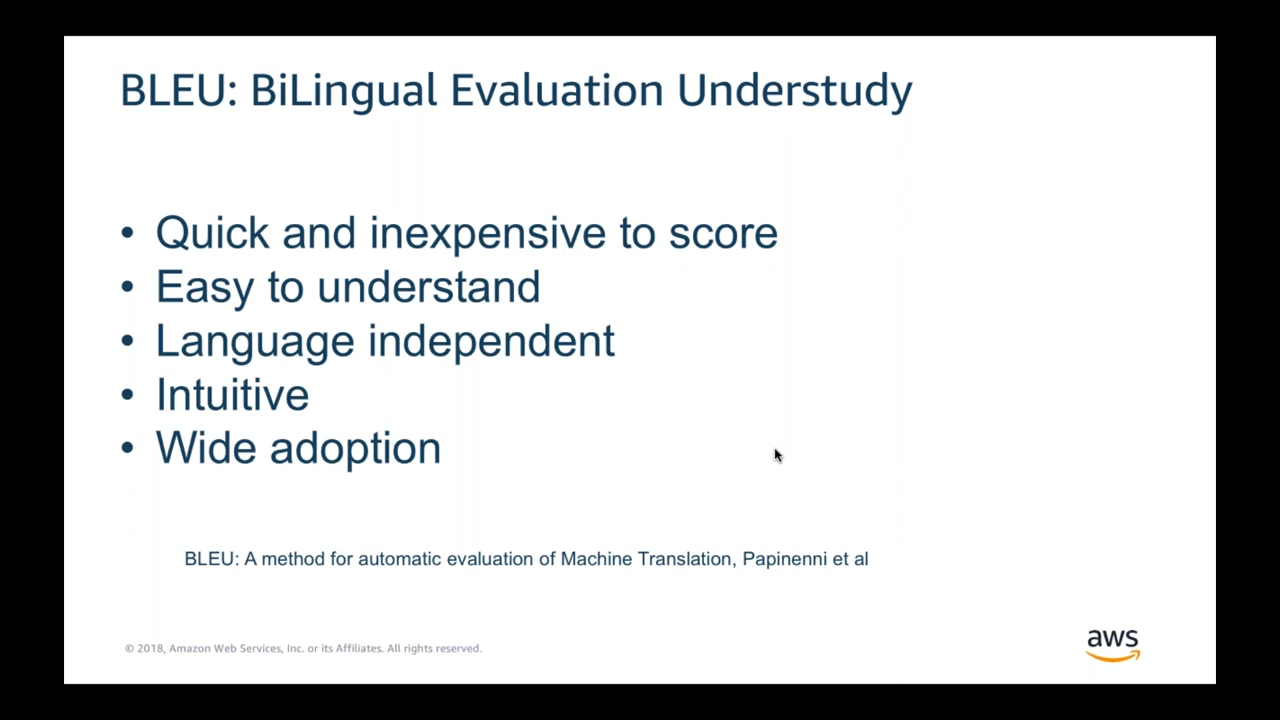 BLEU: BiLingual Evaluation Understudy
• Quick and inexpensive to score
• Easy to understand
• Language independent
• Intuitive
• Wide adoption
BLEU: A method for automatic evaluation of Machine Translation, Papinenni et al
© 2018, Amazon Web Services, Inc. or its Affiliates. All rights reserved.
aws